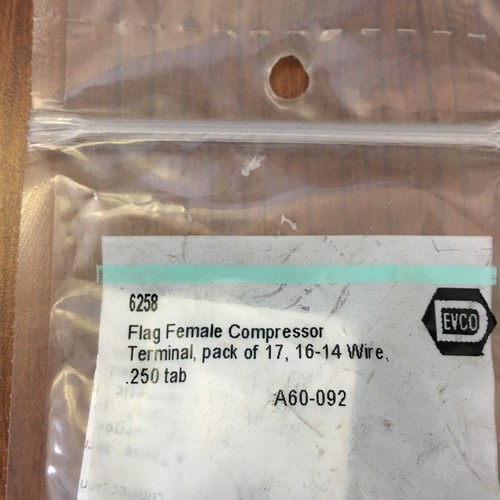 6258
EVCO
Flag Female Compressor
Terminal, pack of 17, 16-14 Wire,
.250 tab
A60-092